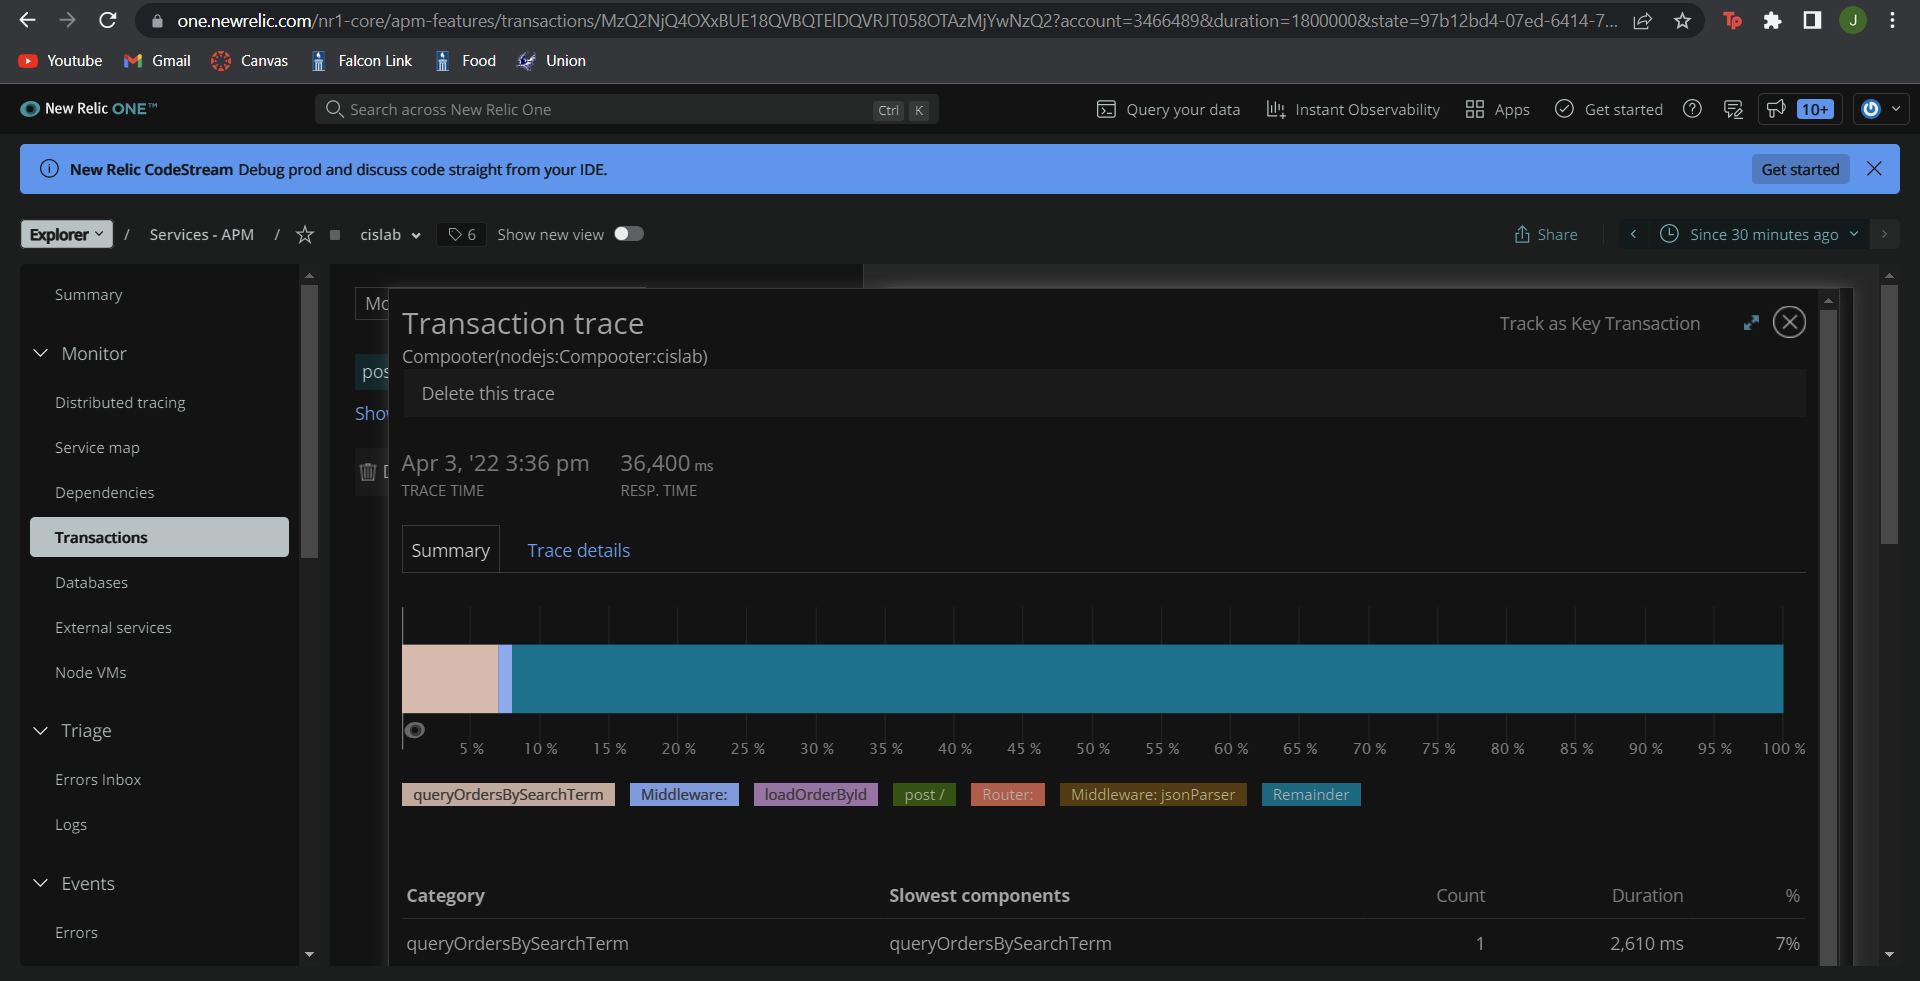 one.newrelic.com/nr1-core/apm-features/transactions/MzQ2NjQ4OXxBUE18QVBQTElDQVRJT058OTAzMjYwNzQ2?account=3466489&duration=1800000&state=97b12bd4-07ed-6414-7...
Tp
J
Youtube
Gmail
Canvas
Falcon Link
Food
Union
New Relic ONE™
Search across New Relic One
Ctrl K
Query your data
Instant Observability
Apps
Get started
10+
New Relic CodeStream Debug prod and discuss code straight from your IDE.
Get started
Explorer / Services - APM / cislab
6
Show new view
Share
Since 30 minutes ago
Summary
Monitor
Distributed tracing
Service map
Dependencies
Transactions
Databases
External services
Node VMs
Triage
Errors Inbox
Logs
Events
Errors
Transaction trace
Track as Key Transaction
Compooter(nodejs:Compooter:cislab)
Delete this trace
Apr 3, '22 3:36 pm
TRACE TIME
36,400 ms
RESP. TIME
Summary
Trace details
5 % 10 % 15 % 20 % 25 % 30 % 35 % 40 % 45 % 50 % 55 % 60 % 65 % 70 % 75 % 80 % 85 % 90 % 95 % 100 %
queryOrdersBySearchTerm Middleware: loadOrderById post / Router: Middleware: jsonParser Remainder
Category Slowest components Count Duration %
queryOrdersBySearchTerm queryOrdersBySearchTerm 1 2,610 ms 7%